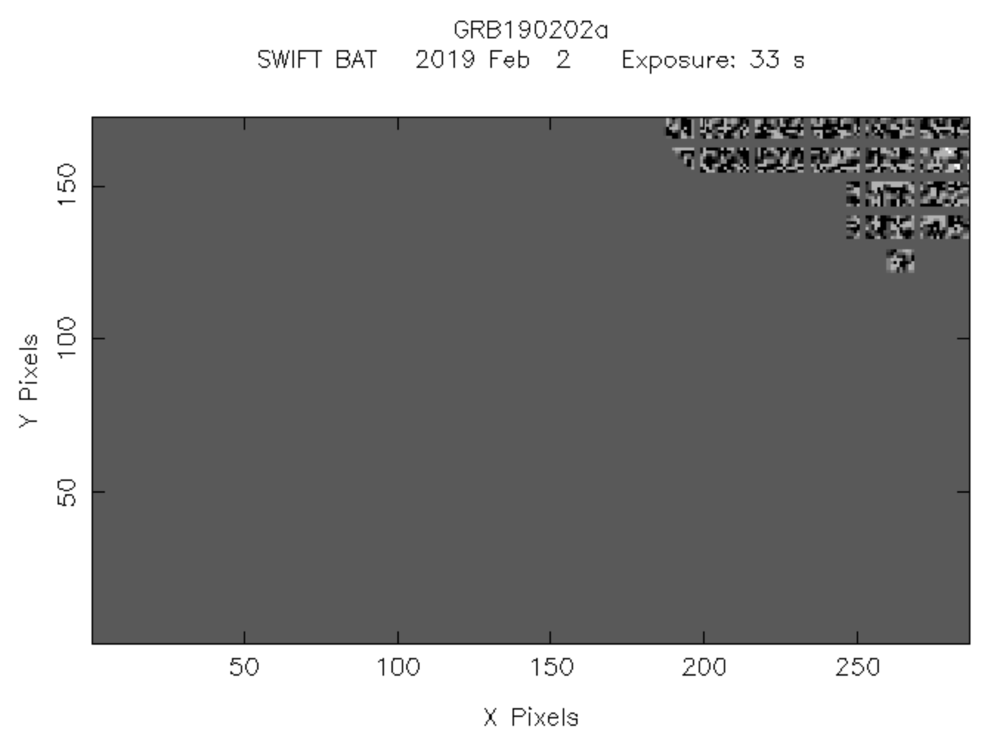 GRB190202a
SWIFT BAT 2019 Feb 2 Exposure: 33 s
150
100
50
Y Pixels
50 100 150 200 250
X Pixels